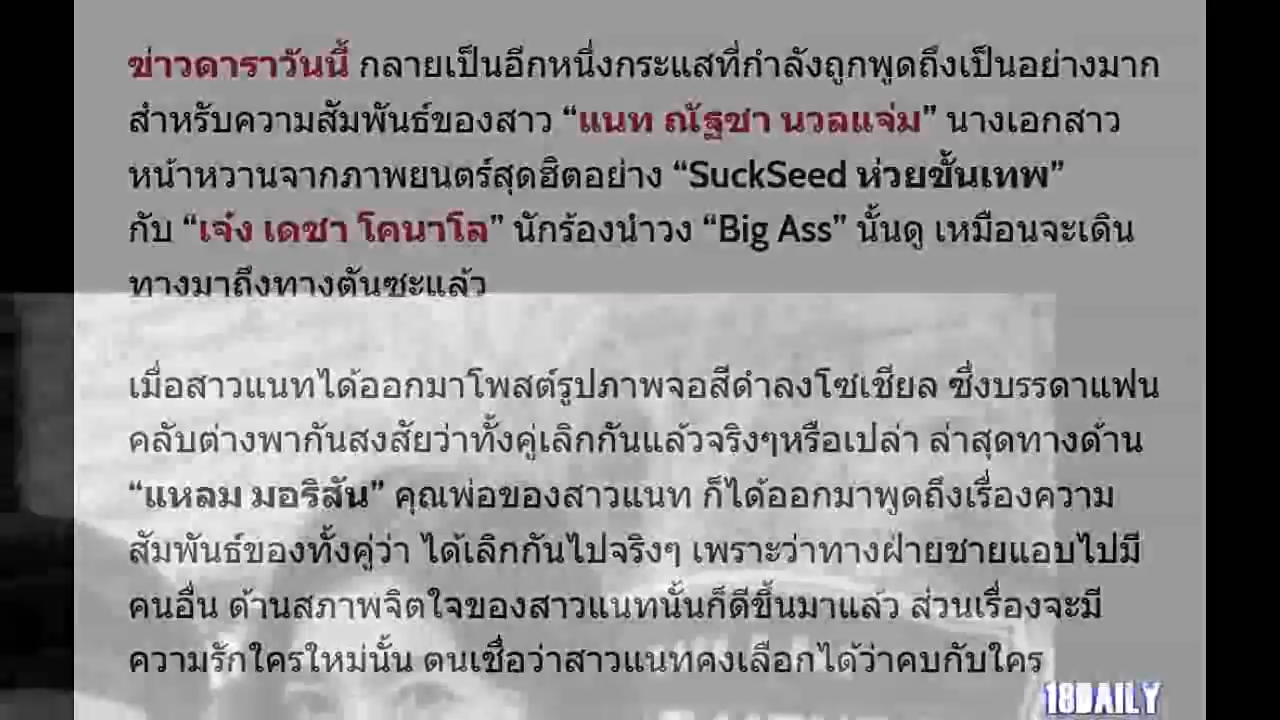 ข่าวดาราวันนี้ กลายเป็นอีกหนึ่งกระแสที่กำลังถูกพูดถึงเป็นอย่างมาก
สำหรับความสัมพันธ์ของสาว “แนท ณัฐชา นวลแจ่ม” นางเอกสาว
หน้าหวานจากภาพยนตร์สุดฮิตอย่าง “SuckSeed ห่วยขั้นเทพ”
กับ “เจ๋ง เดชา โคนาโล” นักร้องนำวง “Big Ass” นั้นดู เหมือนจะเดิน
ทางมาถึงทางตันซะแล้ว
เมื่อสาวแนทได้ออกมาโพสต์รูปภาพจอสีดำลงโซเชียล ซึ่งบรรดาแฟน
คลับต่างพากันสงสัยว่าทั้งคู่เลิกกันแล้วจริงๆหรือเปล่า ล่าสุดทางด้าน
“แหลม มอริสัน” คุณพ่อของสาวแนท ก็ได้ออกมาพูดถึงเรื่องความ
สัมพันธ์ของทั้งคู่ว่า ได้เลิกกันไปจริงๆ เพราะว่าทางฝ่ายชายแอบไปมี
คนอื่น ด้านสภาพจิตใจของสาวแนทนั้นก็ดีขึ้นมาแล้ว ส่วนเรื่องจะมี
ความรักใครใหม่นั้น ตนเชื่อว่าสาวแนทคงเลือกได้ว่าคบกับใคร
18DAILY